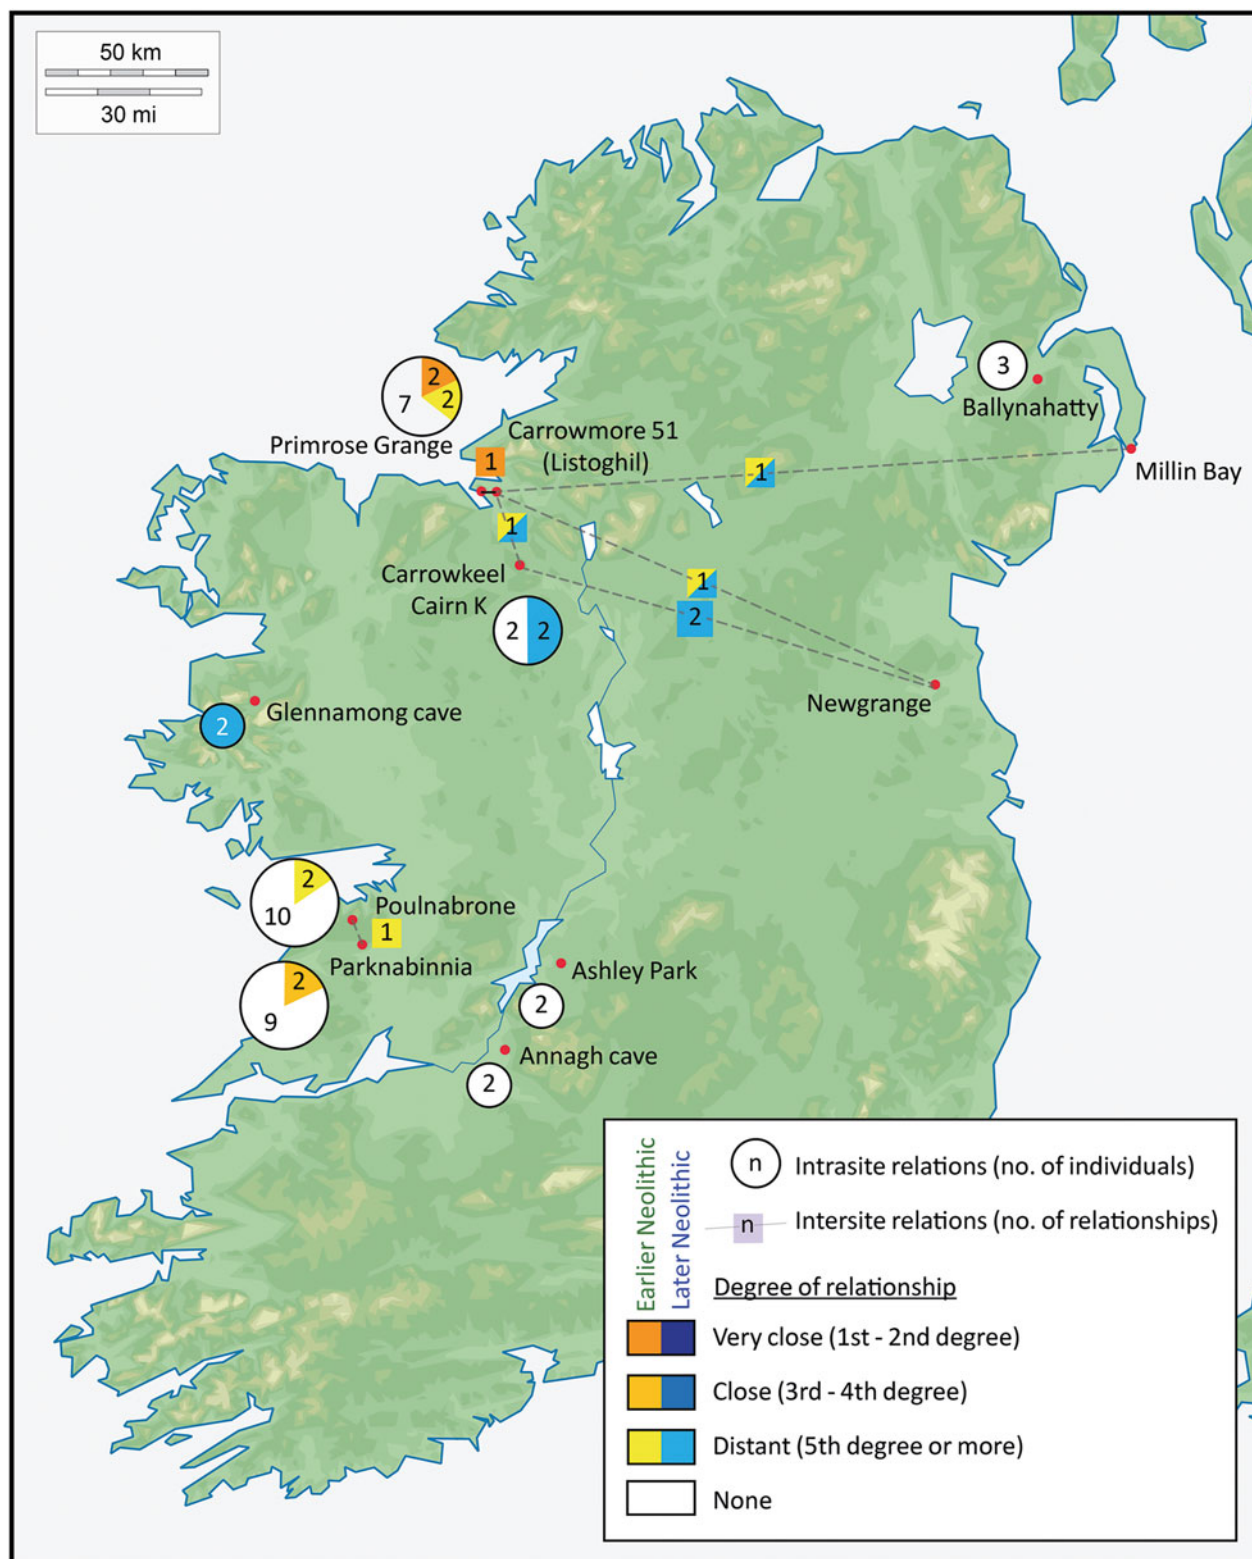 50 km
30 mi
2
2
7
Primrose Grange
Carrowmore 51
(Listoghil)
1
3
Ballynahatty
1
Millin Bay
1
Carrowkeel
Cairn K
1
2
2
2
Newgrange
Glennamong cave
2
2
10
Poulnabrone
1
Parknabinnia
2
9
Ashley Park
2
Annagh cave
2
Earlier Neolithic
Later Neolithic
n Intrasite relations (no. of individuals)
n Intersite relations (no. of relationships)
Degree of relationship
Very close (1st - 2nd degree)
Close (3rd - 4th degree)
Distant (5th degree or more)
None